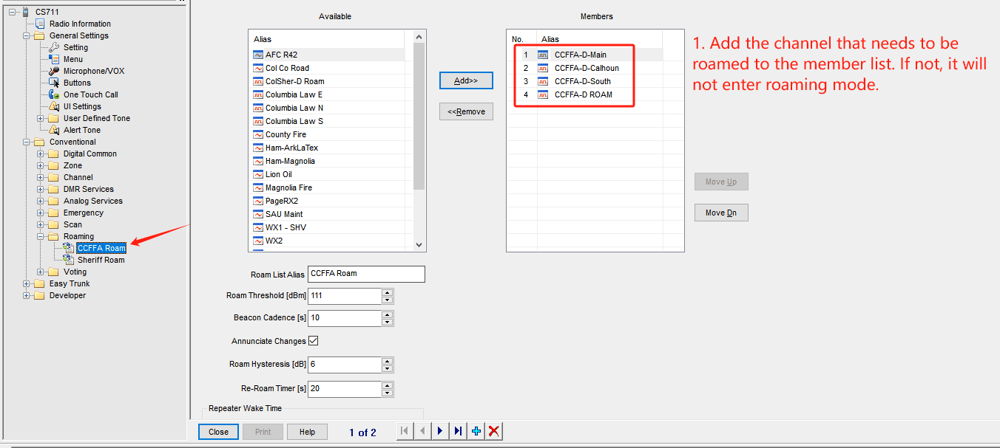 CS711
Radio Information
General Settings
Setting
Menu
Microphone/VOX
Buttons
One Touch Call
UI Settings
User Defined Tone
Alert Tone
Conventional
Digital Common
Zone
Channel
DMR Services
Analog Services
Emergency
Scan
Roaming
CCFFA Roam
Sheriff Roam
Voting
Easy Trunk
Developer
Available
Alias
AFC R42
Col Co Road
ColSher-D Roam
Columbia Law E
Columbia Law N
Columbia Law S
County Fire
Ham-ArkLaTex
Ham-Magnolia
Lion Oil
Magnolia Fire
PageRX2
SAU Maint
WX1 - SHV
WX2
Add>>
<<Remove
Members
No. Alias
1 CCFFA-D-Main
2 CCFFA-D-Calhoun
3 CCFFA-D-South
4 CCFFA-D ROAM
1. Add the channel that needs to be
roamed to the member list. If not, it will
not enter roaming mode.
Move Up
Move Dn
Roam List Alias CCFFA Roam
Roam Threshold [dBm] 111
Beacon Cadence [s] 10
Annunciate Changes
Roam Hysteresis [dB] 6
Re-Roam Timer [s] 20
Repeater Wake Time
Close Print Help 1 of 2